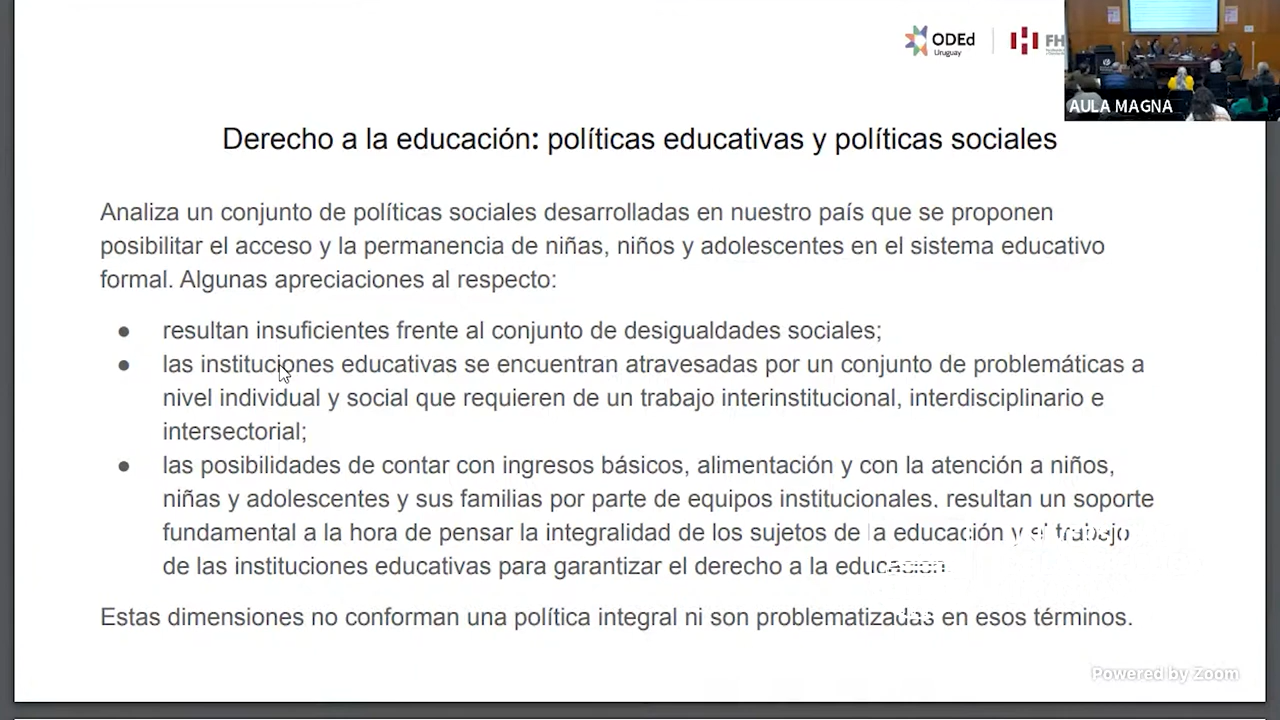 ODEd
Uruguay
FH
AULA MAGNA
Derecho a la educación: políticas educativas y políticas sociales
Analiza un conjunto de políticas sociales desarrolladas en nuestro país que se proponen
posibilitar el acceso y la permanencia de niñas, niños y adolescentes en el sistema educativo
formal. Algunas apreciaciones al respecto:
● resultan insuficientes frente al conjunto de desigualdades sociales;
● las instituciones educativas se encuentran atravesadas por un conjunto de problemáticas a
nivel individual y social que requieren de un trabajo interinstitucional, interdisciplinario e
intersectorial;
● las posibilidades de contar con ingresos básicos, alimentación y con la atención a niños,
niñas y adolescentes y sus familias por parte de equipos institucionales. resultan un soporte
fundamental a la hora de pensar la integralidad de los sujetos de la educación y el trabajo
de las instituciones educativas para garantizar el derecho a la educación
Estas dimensiones no conforman una política integral ni son problematizadas en esos términos.
Powered by Zoom